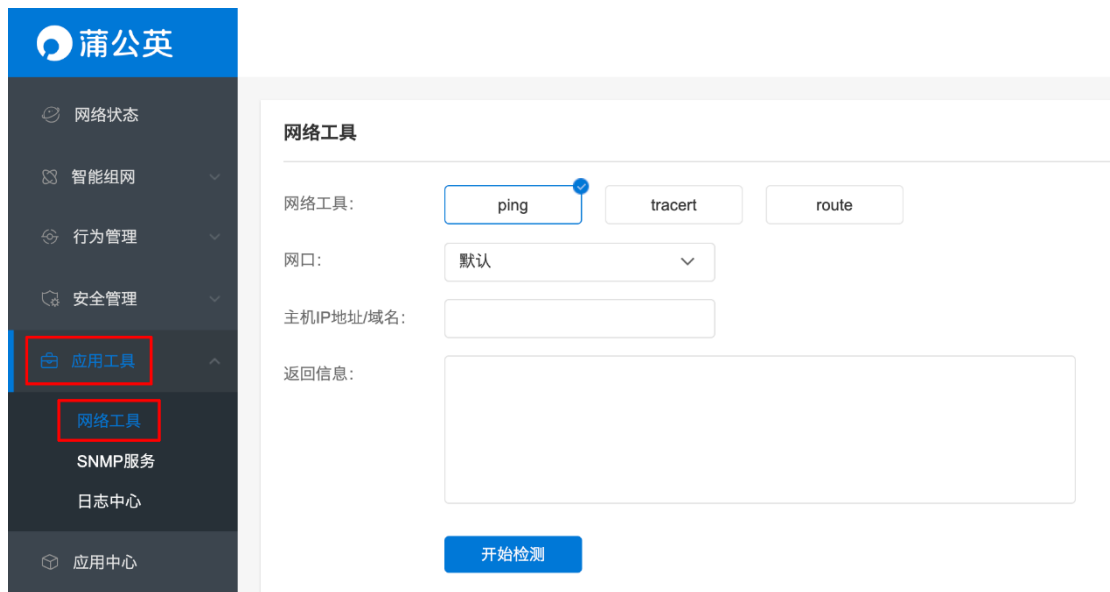 蒲公英
网络状态
智能组网
行为管理
安全管理
应用工具
网络工具
SNMP服务
日志中心
应用中心
网络工具
网络工具：
ping
tracert
route
网口：
默认
主机IP地址/域名：
返回信息：
开始检测